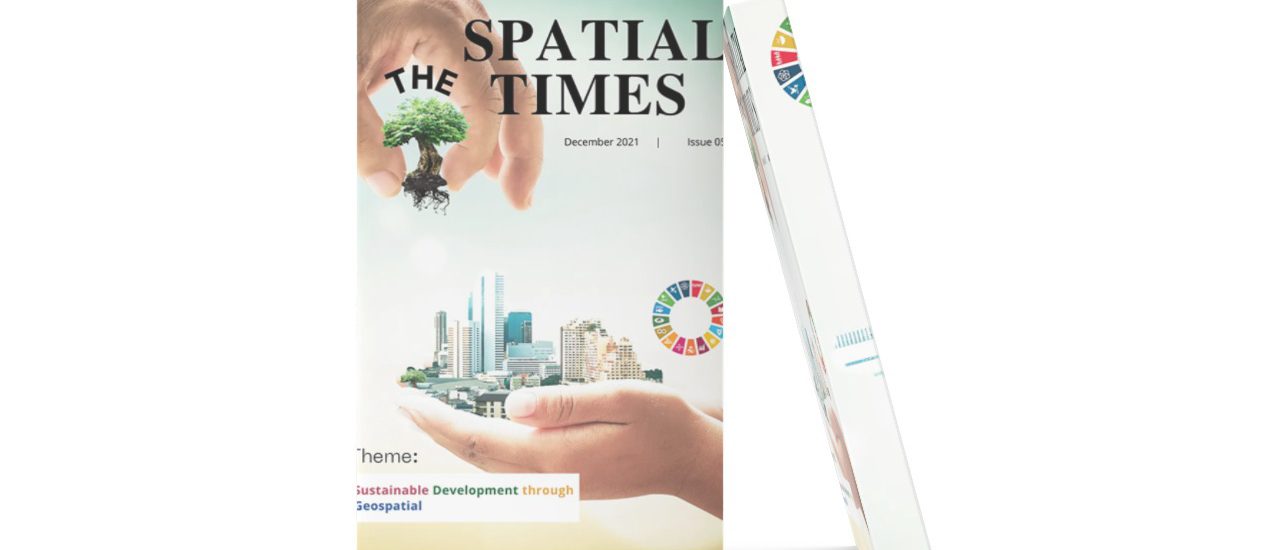 SPATIAL
THE
TIMES
December 2021 | Issue 05
Theme:
Sustainable Development through
Geospatial